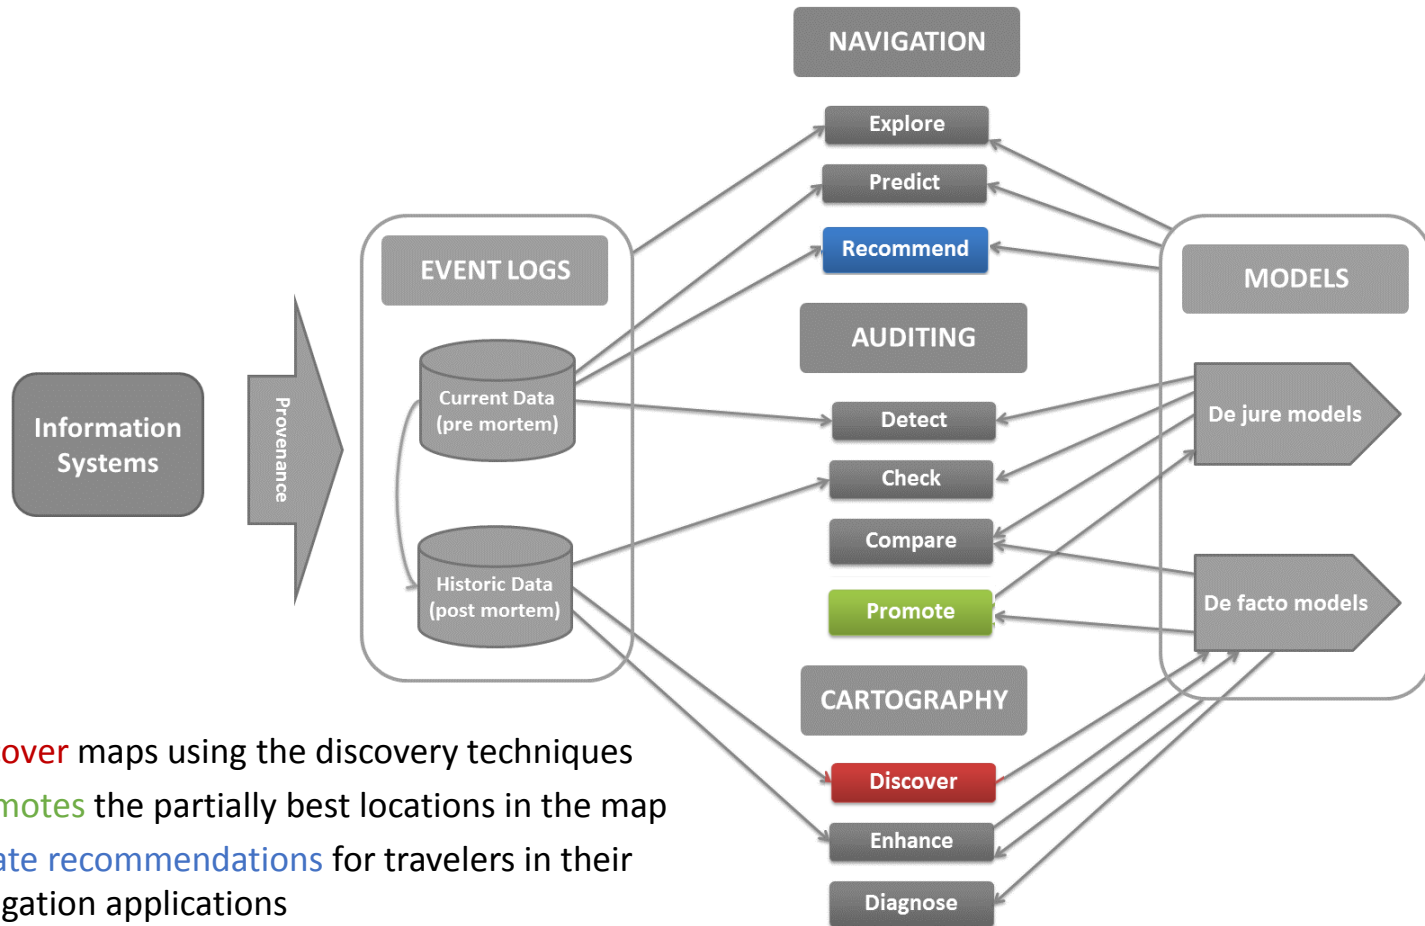 NAVIGATION
Explore
Predict
Recommend
EVENT LOGS
MODELS
AUDITING
Information
Systems
Provenance
Current Data
(pre mortem)
Detect
De jure models
Check
Compare
Historic Data
(post mortem)
Promote
De facto models
CARTOGRAPHY
Discover
Enhance
Diagnose
over maps using the discovery techniques
motes the partially best locations in the map
ate recommendations for travelers in their
gation applications